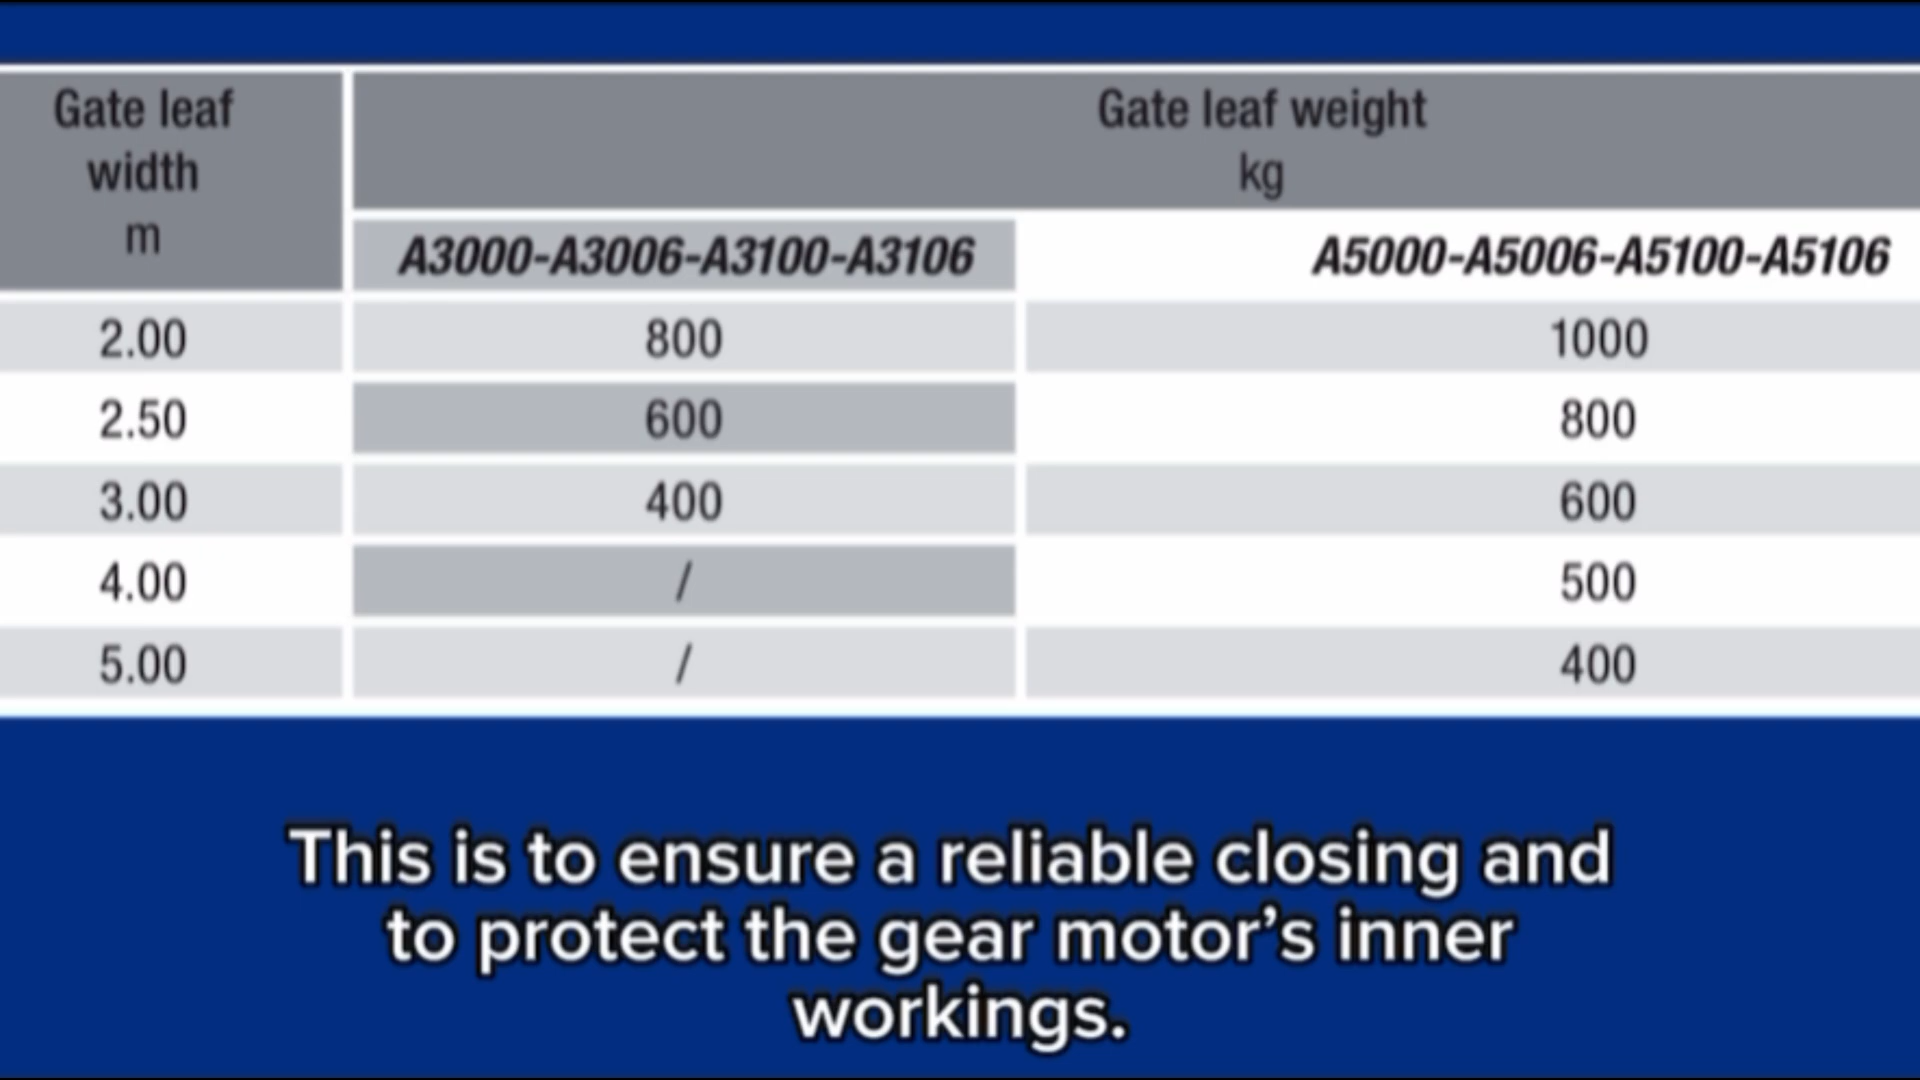 Gate leaf
width
m
Gate leaf weight
kg
A3000-A3006-A3100-A3106
A5000-A5006-A5100-A5106
2.00 800 1000
2.50 600 800
3.00 400 600
4.00 / 500
5.00 / 400
This is to ensure a reliable closing and
to protect the gear motor’s inner
workings.